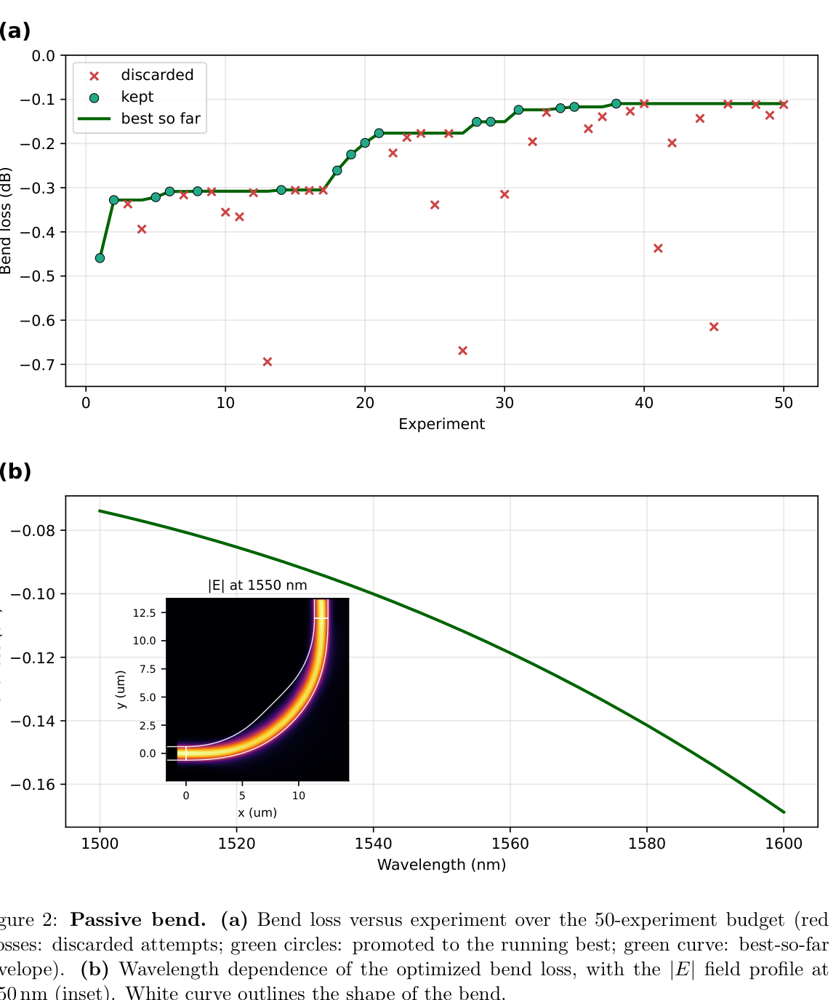 (a)
0.0
−0.1
−0.2
−0.3
−0.4
−0.5
−0.6
−0.7
Bend loss (dB)
discarded
kept
best so far
0 10 20 30 40 50
Experiment
(b)
−0.08
−0.10
−0.12
−0.14
−0.16
|E| at 1550 nm
12.5
10.0
7.5
5.0
2.5
0.0
y (um)
0 5 10
x (um)
1500 1520 1540 1560 1580 1600
Wavelength (nm)
gure 2: Passive bend. (a) Bend loss versus experiment over the 50-experiment budget (red
osses: discarded attempts; green circles: promoted to the running best; green curve: best-so-far
velope). (b) Wavelength dependence of the optimized bend loss, with the |E| field profile at
50 nm (inset). White curve outlines the shape of the bend.